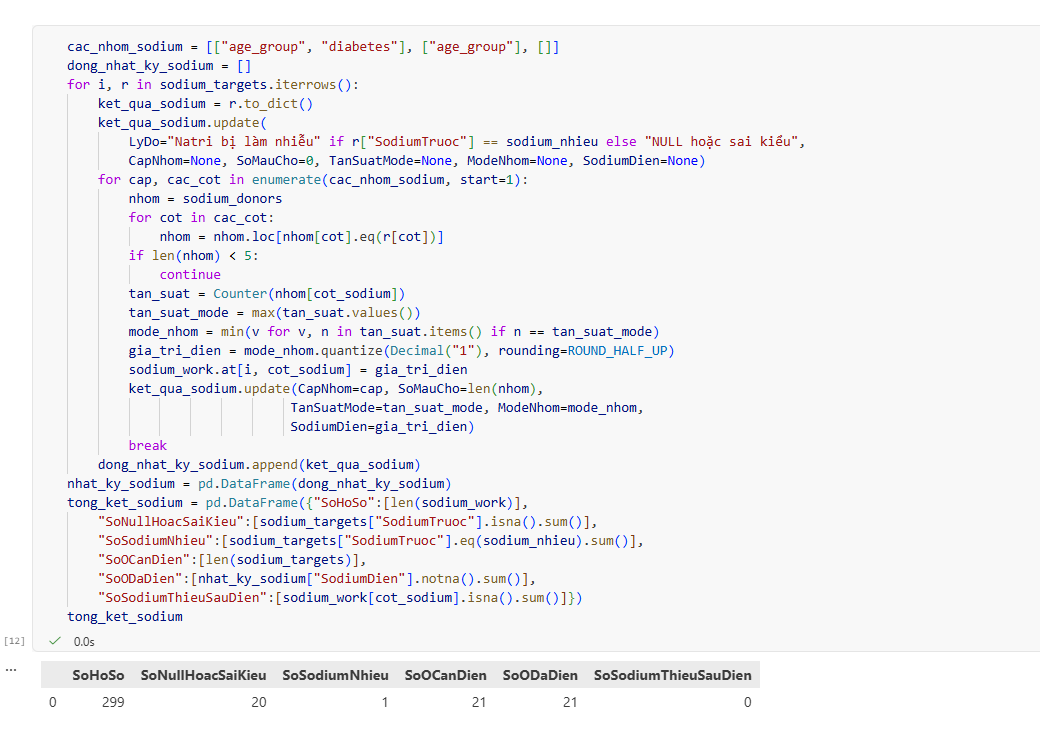 cac_nhom_sodium = [["age_group", "diabetes"], ["age_group"], []]
dong_nhat_ky_sodium = []
for i, r in sodium_targets.iterrows():
    ket_qua_sodium = r.to_dict()
    ket_qua_sodium.update(
        LyDo="Natri bị làm nhiễu" if r["SodiumTruoc"] == sodium_nhieu else "NULL hoặc sai kiểu",
        CapNhom=None, SoMauCho=0, TanSuatMode=None, ModeNhom=None, SodiumDien=None)
    for cap, cac_cot in enumerate(cac_nhom_sodium, start=1):
        nhom = sodium_donors
        for cot in cac_cot:
            nhom = nhom.loc[nhom[cot].eq(r[cot])]
        if len(nhom) < 5:
            continue
        tan_suat = Counter(nhom[cot_sodium])
        tan_suat_mode = max(tan_suat.values())
        mode_nhom = min(v for v, n in tan_suat.items() if n == tan_suat_mode)
        gia_tri_dien = mode_nhom.quantize(Decimal("1"), rounding=ROUND_HALF_UP)
        sodium_work.at[i, cot_sodium] = gia_tri_dien
        ket_qua_sodium.update(CapNhom=cap, SoMauCho=len(nhom),
                             TanSuatMode=tan_suat_mode, ModeNhom=mode_nhom,
                             SodiumDien=gia_tri_dien)
        break
    dong_nhat_ky_sodium.append(ket_qua_sodium)
nhat_ky_sodium = pd.DataFrame(dong_nhat_ky_sodium)
tong_ket_sodium = pd.DataFrame({"SoHoSo":[len(sodium_work)],
    "SoNullHoacSaiKieu":[sodium_targets["SodiumTruoc"].isna().sum()],
    "SoSodiumNhieu":[sodium_targets["SodiumTruoc"].eq(sodium_nhieu).sum()],
    "SoOCanDien":[len(sodium_targets)],
    "SoODaDien":[nhat_ky_sodium["SodiumDien"].notna().sum()],
    "SoSodiumThieuSauDien":[sodium_work[cot_sodium].isna().sum()]})
tong_ket_sodium
[12] ✓ 0.0s
...
SoHoSo SoNullHoacSaiKieu SoSodiumNhieu SoOCanDien SoODaDien SoSodiumThieuSauDien
0 299 20 1 21 21 0